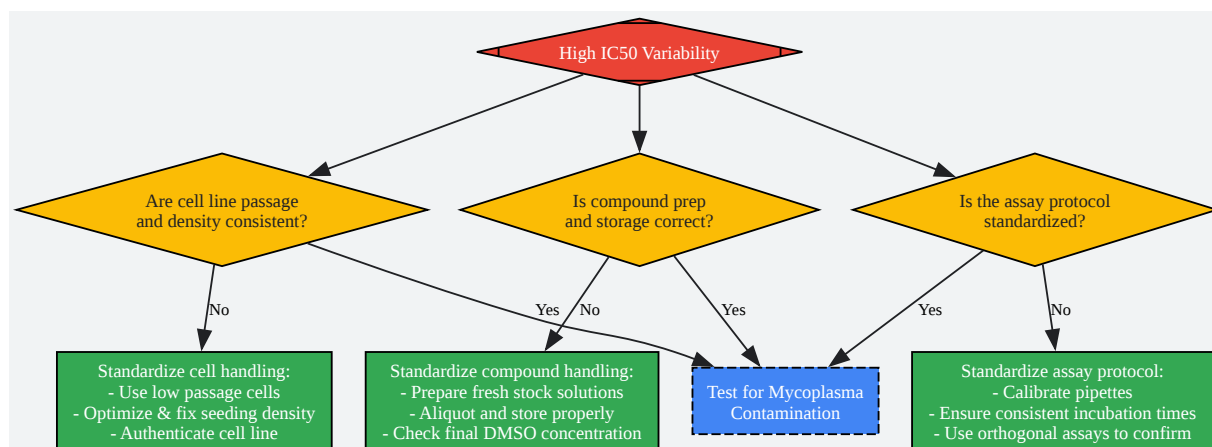 High IC50 Variability
Are cell line passage
and density consistent?
Is compound prep
and storage correct?
Is the assay protocol
standardized?
No
Yes
No
Yes
Yes
No
Standardize cell handling:
- Use low passage cells
- Optimize & fix seeding density
- Authenticate cell line
Standardize compound handling:
- Prepare fresh stock solutions
- Aliquot and store properly
- Check final DMSO concentration
Test for Mycoplasma
Contamination
Standardize assay protocol:
- Calibrate pipettes
- Ensure consistent incubation times
- Use orthogonal assays to confirm